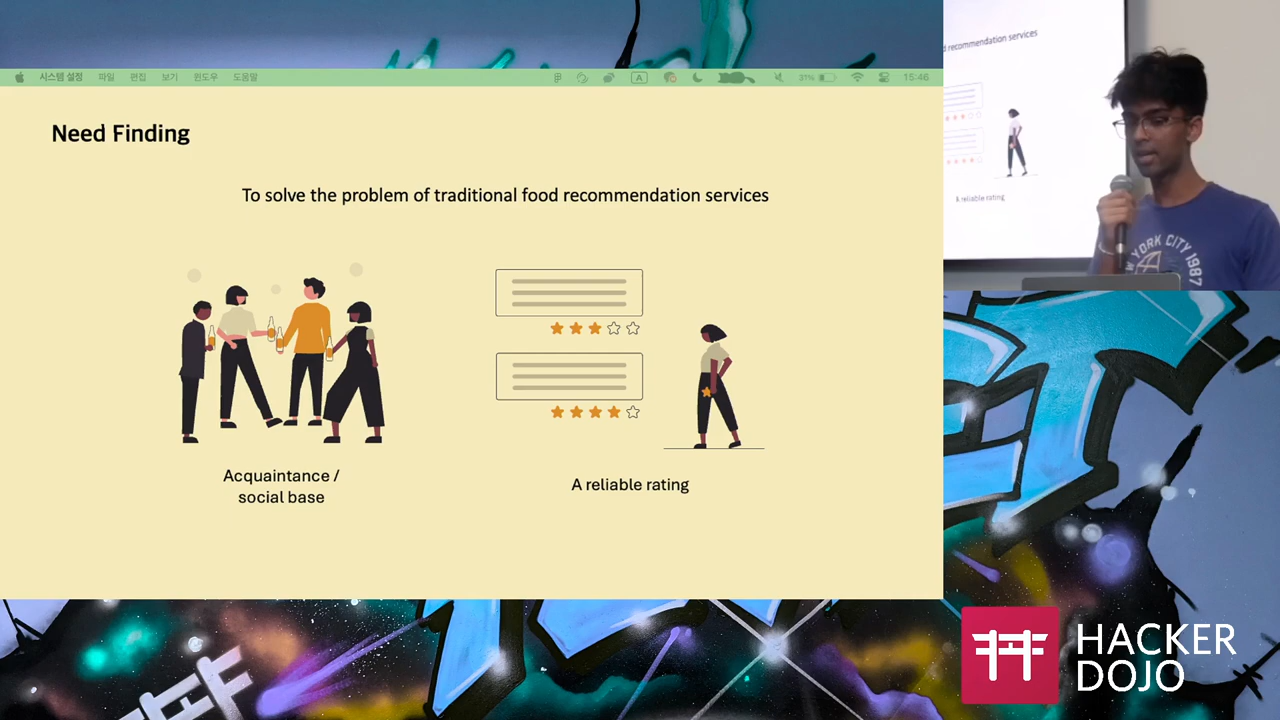 시스템 설정 파일 편집 보기 윈도우 도움말 A 31% 15:46
Need Finding
To solve the problem of traditional food recommendation services
Acquaintance /
social base
A reliable rating
recommendation services
A reliable rating
NEW YORK CITY 1987
HACKER
DOJO